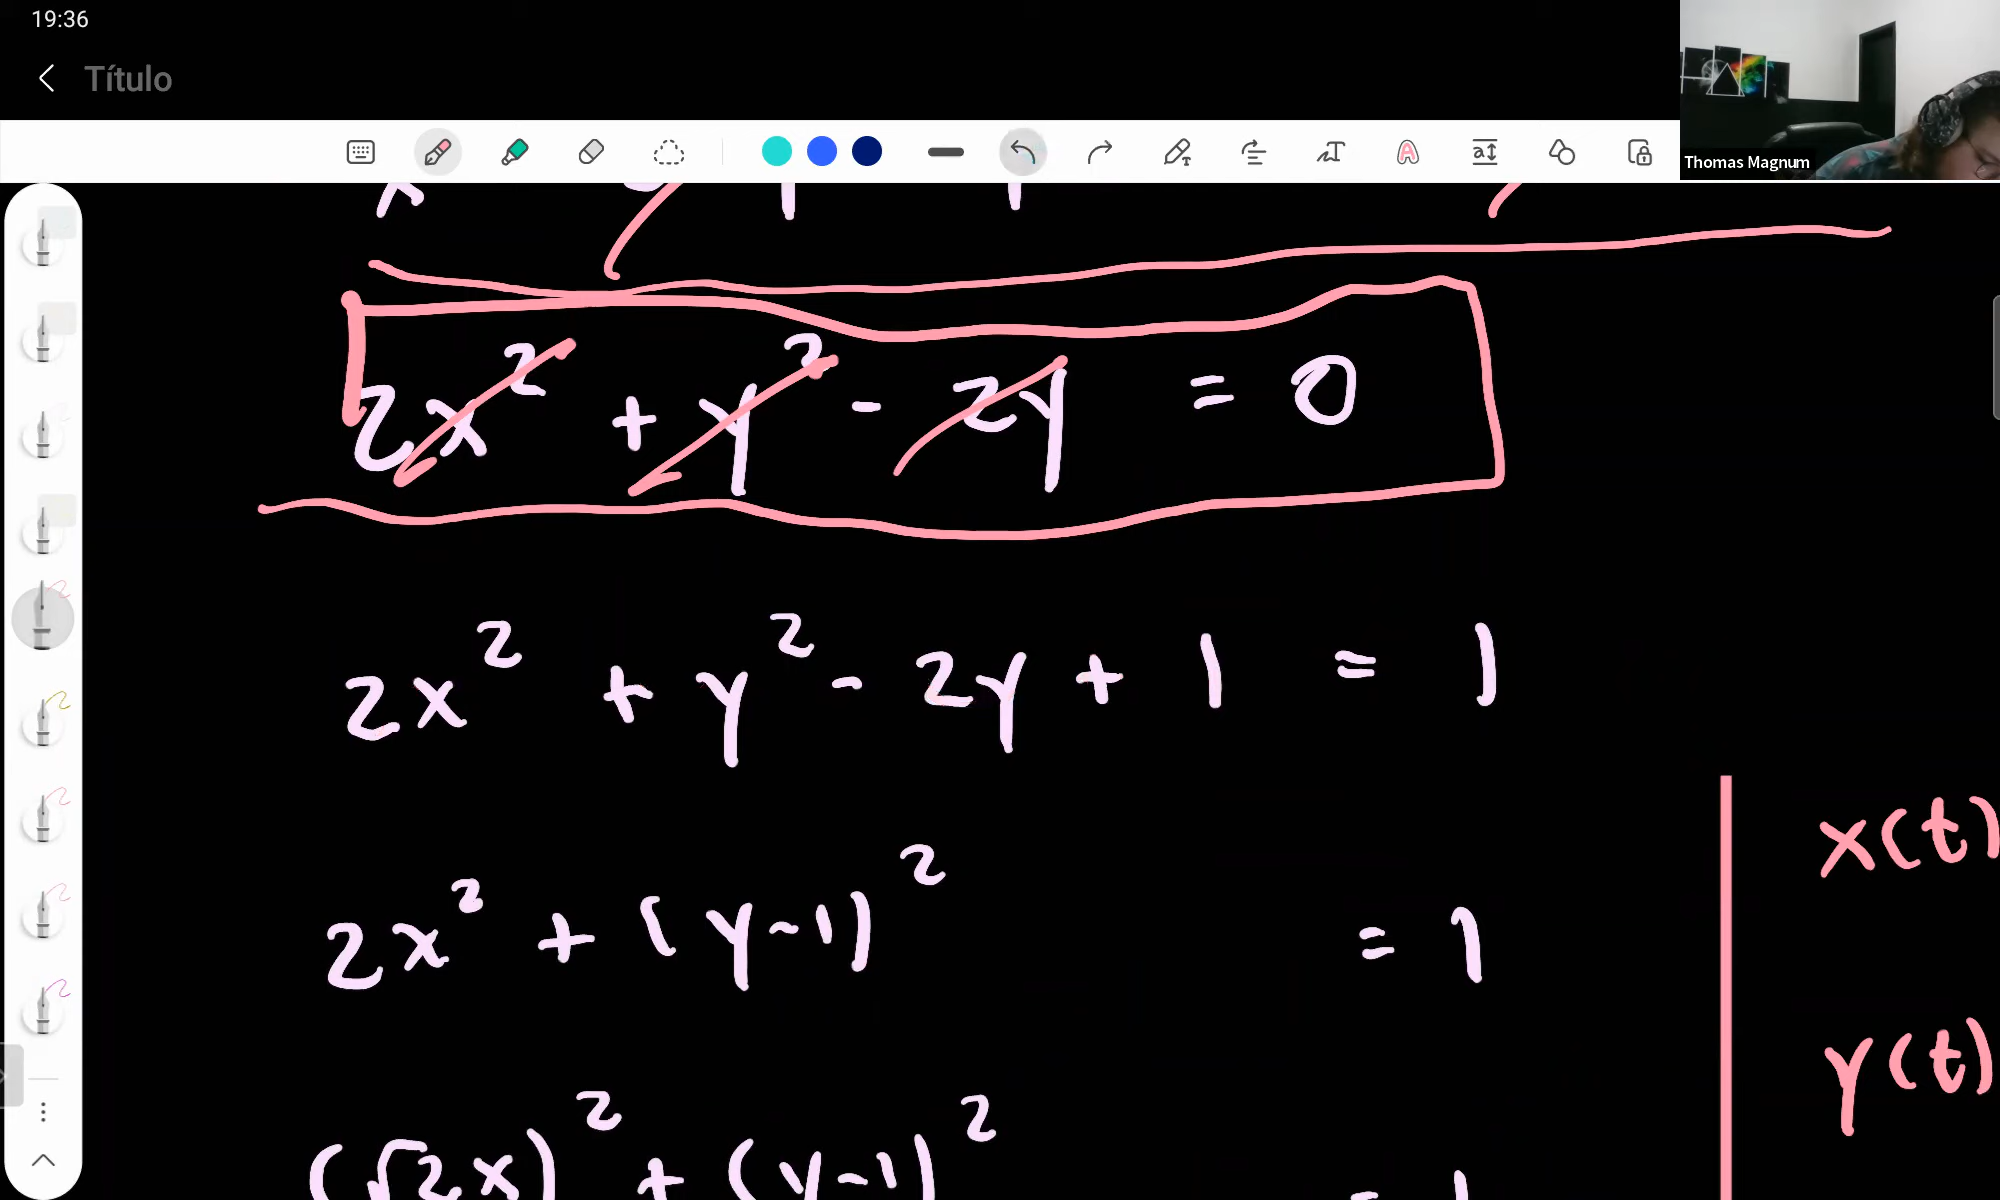 19:36
Título
Thomas Magnum
2x² + y² - 2y = 0
2x² + y² - 2y + 1 = 1
2x² + (y-1)² = 1
x(t)
y(t)
(√2x)² + (y-1)² = 1